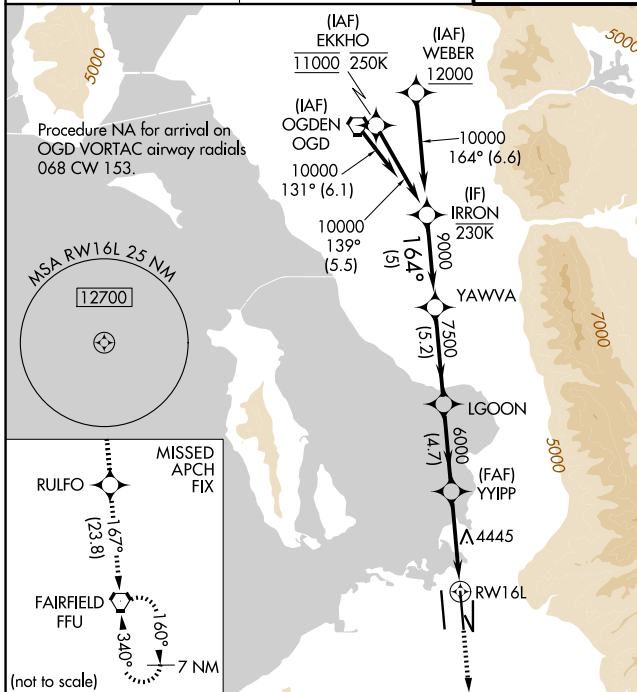 (IAF)
EKKHO
11000 250K
(IAF)
WEBER
12000
5000
5000
(IAF)
OGDEN
OGD
Procedure NA for arrival on
OGD VORTAC airway radials
068 CW 153.
10000
131° (6.1)
10000
164° (6.6)
10000
139°
(5.5)
(IF)
IRRON
230K
9000
164°
(5)
MSA RW16L 25 NM
12700
YAWVA
7500
(5.2)
7000
LGOON
6000
(4.7)
5000
(FAF)
YYIPP
4445
RW16L
MISSED
APCH
FIX
RULFO
167°
(23.8)
FAIRFIELD
FFU
160°
340°
7 NM
(not to scale)